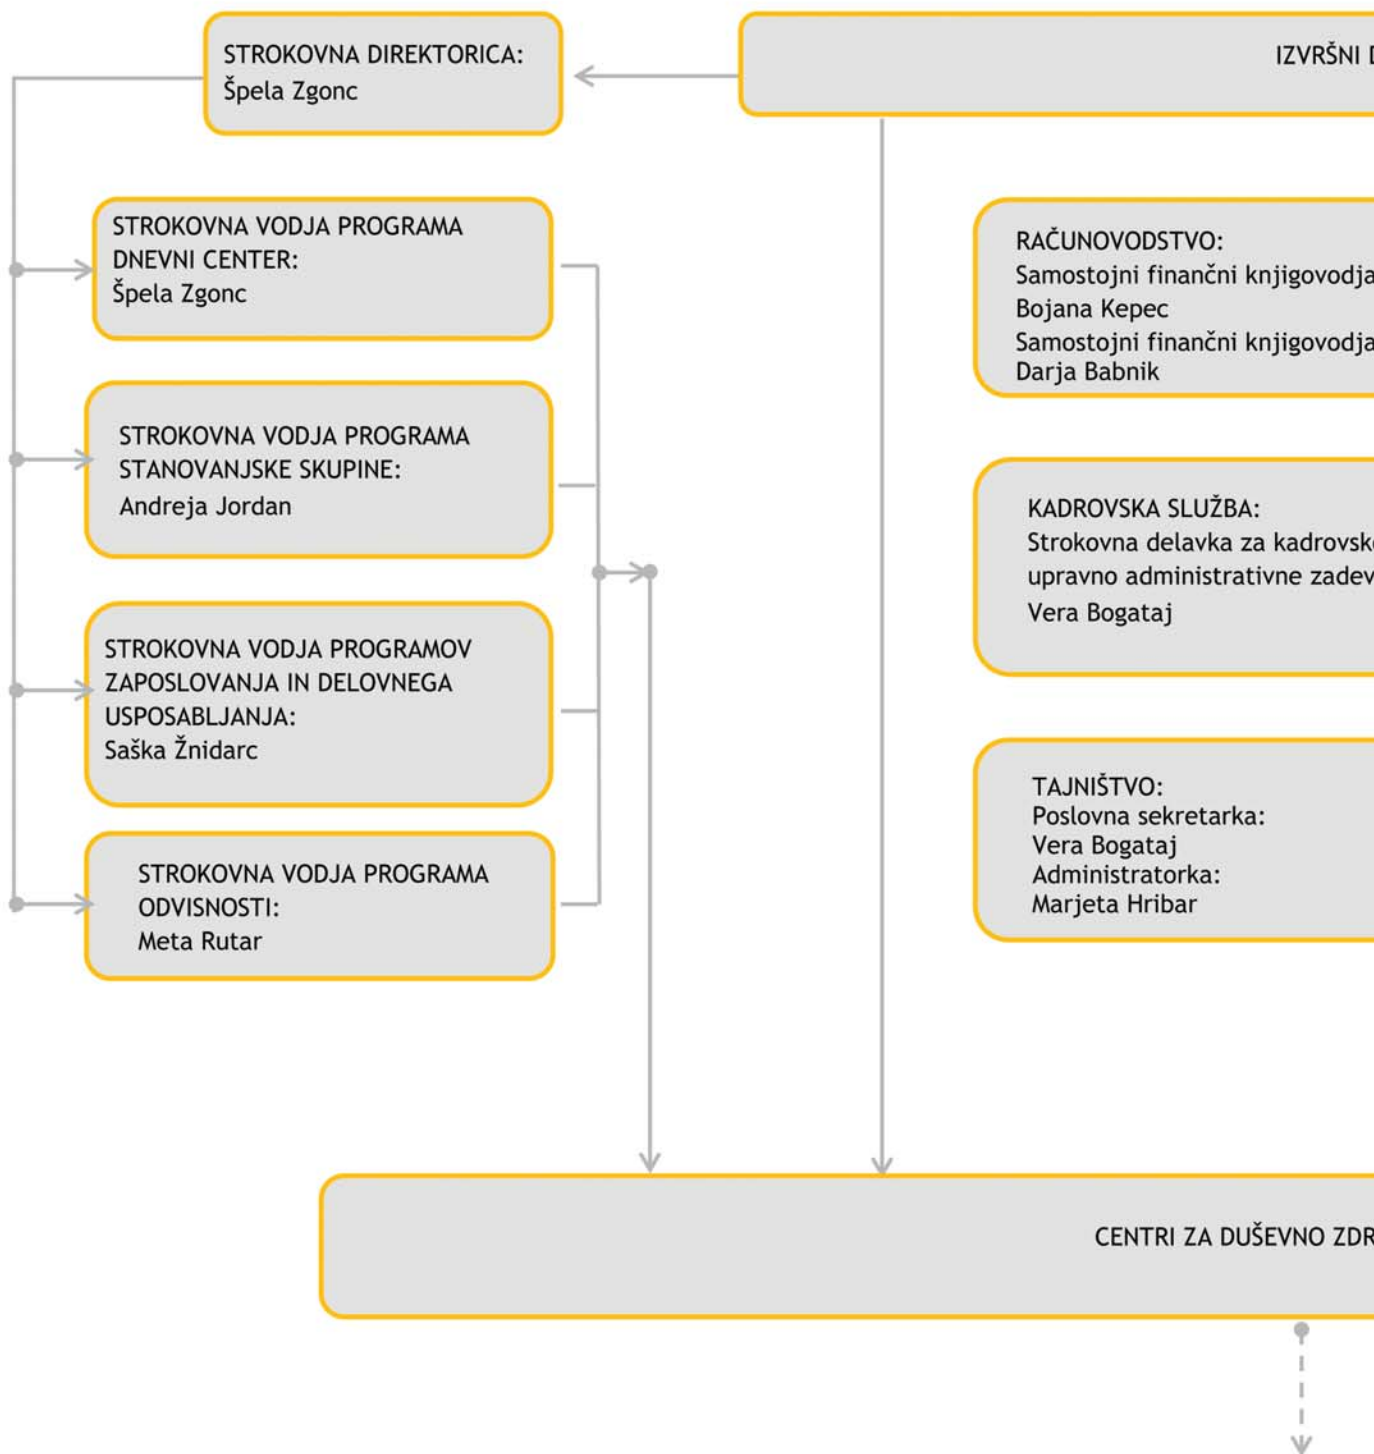 STROKOVNA DIREKTORICA:
Špela Zgonc
IZVRŠNI
STROKOVNA VODJA PROGRAMA
DNEVNI CENTER:
Špela Zgonc
STROKOVNA VODJA PROGRAMA
STANOVANJSKE SKUPINE:
Andreja Jordan
STROKOVNA VODJA PROGRAMOV
ZAPOSLOVANJA IN DELOVNEGA
USPOSABLJANJA:
Saška Žnidarc
STROKOVNA VODJA PROGRAMA
ODVISNOSTI:
Meta Rutar
RAČUNOVODSTVO:
Samostojni finančni knjigovodja
Bojana Kepec
Samostojni finančni knjigovodja
Darja Babnik
KADROVSKA SLUŽBA:
Strokovna delavka za
upravno administrativne
Vera Bogataj
TAJNIŠTVO:
Poslovna sekretarka:
Vera Bogataj
Administratorka:
Marjeta Hribar
CENTRI ZA DUŠEVNO